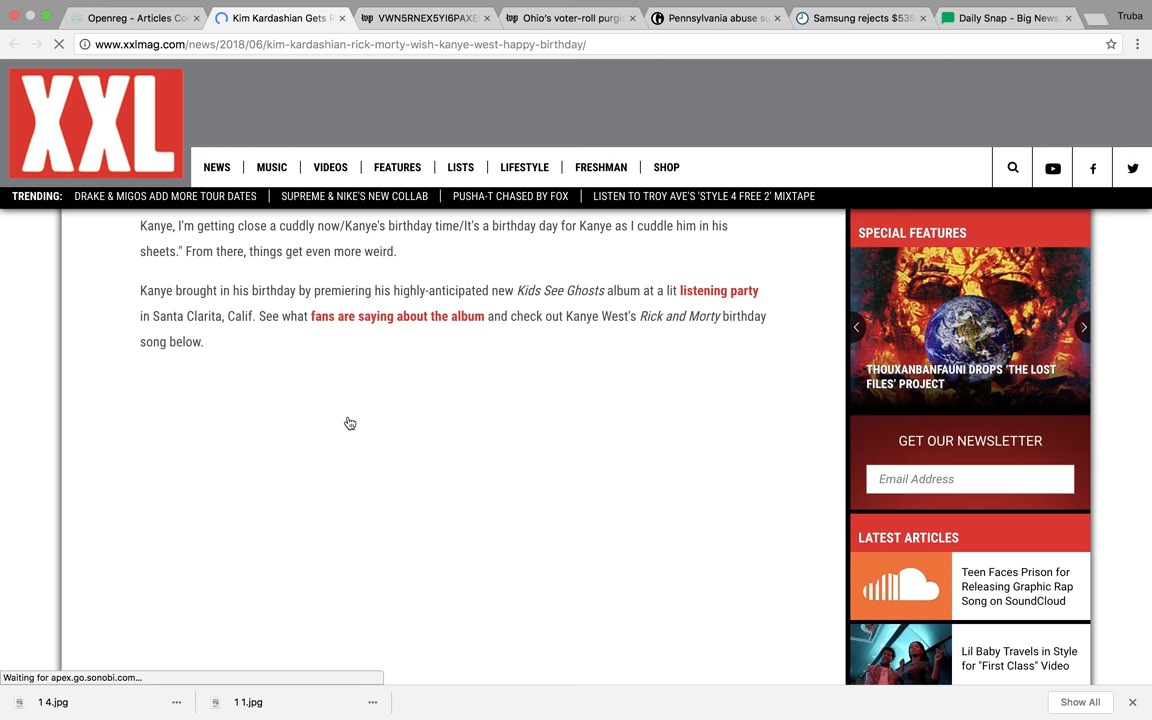 Openreg - Articles Co
Kim Kardashian Gets R
VWN5RNEX5YI6PAXE
Ohio's voter-roll purgi
Pennsylvania abuse su
Samsung rejects $539
Daily Snap - Big News,
Truba
www.xxlmag.com/news/2018/06/kim-kardashian-rick-morty-wish-kanye-west-happy-birthday/
XXL
NEWS
MUSIC
VIDEOS
FEATURES
LISTS
LIFESTYLE
FRESHMAN
SHOP
TRENDING:
DRAKE & MIGOS ADD MORE TOUR DATES
SUPREME & NIKE'S NEW COLLAB
PUSHA-T CHASED BY FOX
LISTEN TO TROY AVE'S 'STYLE 4 FREE 2' MIXTAPE
Kanye, I'm getting close a cuddly now/Kanye's birthday time/It's a birthday day for Kanye as I cuddle him in his
sheets." From there, things get even more weird.
Kanye brought in his birthday by premiering his highly-anticipated new Kids See Ghosts album at a lit listening party
in Santa Clarita, Calif. See what fans are saying about the album and check out Kanye West's Rick and Morty birthday
song below.
SPECIAL FEATURES
THOUXANBANFAUNI DROPS 'THE LOST
FILES' PROJECT
GET OUR NEWSLETTER
Email Address
LATEST ARTICLES
Teen Faces Prison for
Releasing Graphic Rap
Song on SoundCloud
Lil Baby Travels in Style
for "First Class" Video
Waiting for apex.go.sonobi.com...
1 4.jpg
1 1.jpg
Show All